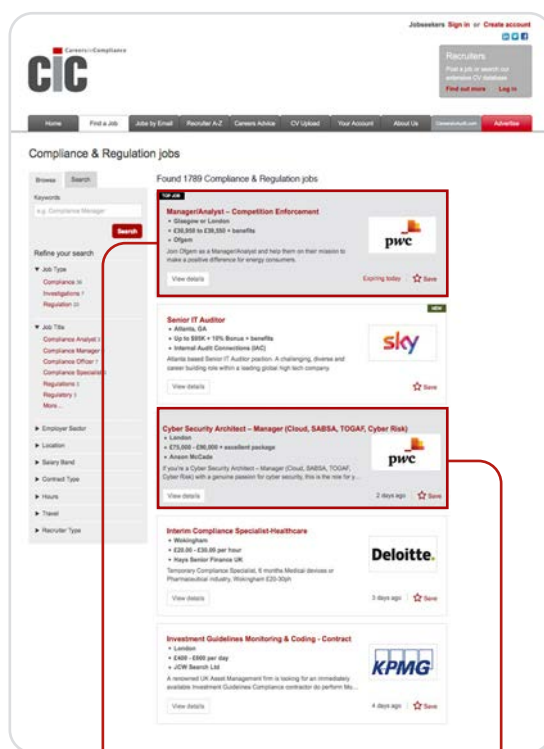 Jobseekers Sign in or Create account
Careers in Compliance
CiC
Recruiters
Post a job or search our
extensive CV database
Find out more Log in
Home Find a Job Jobs by Email Recruiter A-Z Careers Advice CV Upload Your Account About Us CareersinAudit.com Advertise
Compliance & Regulation jobs
Browse Search
Keywords
e.g. Compliance Manager
Search
Refine your search
Job Type
Compliance
Investigations
Regulation
Job Title
Compliance Analyst
Compliance Manager
Compliance Officer
Compliance Specialist
Regulations
Regulatory
More...
Employer Sector
Location
Salary Band
Contract Type
Hours
Travel
Recruiter Type
Found 1789 Compliance & Regulation jobs
TOP JOB
Manager/Analyst – Competition Enforcement
• Glasgow or London
• + benefits
• Ofgem
Join Ofgem as a Manager/Analyst and help them on their mission to
make a positive difference for energy consumers.
pwc
View details Expiring today Save
NEW
Senior IT Auditor
• Atlanta, GA
• Up to $95K + 10% Bonus + benefits
• Internal Audit Connections (IAC)
Atlanta based Senior IT Auditor position. A challenging, diverse and
career building role within a leading global high tech company.
sky
View details Save
Cyber Security Architect – Manager (Cloud, SABSA, TOGAF, Cyber Risk)
• London
• £75,000 - £90,000 + excellent package
• Anson McCade
If you're a Cyber Security Architect – Manager (Cloud, SABSA, TOGAF,
Cyber Risk) with a genuine passion for cyber security, this is the role for y...
pwc
View details 2 days ago Save
Interim Compliance Specialist-Healthcare
• Wokingham
• £20.00 - £30.00 per hour
• Hays Senior Finance UK
Temporary Compliance Specialist, 6 months Medical devices or
Pharmaceutical industry, Wokingham £20-30ph
Deloitte.
View details 3 days ago Save
Investment Guidelines Monitoring & Coding - Contract
• London
• £400 - £600 per day
• JCW Search Ltd
A renowned UK Asset Management firm is looking for an immediately
available Investment Guidelines Compliance contractor do perform Mo...
KPMG
View details 4 days ago Save